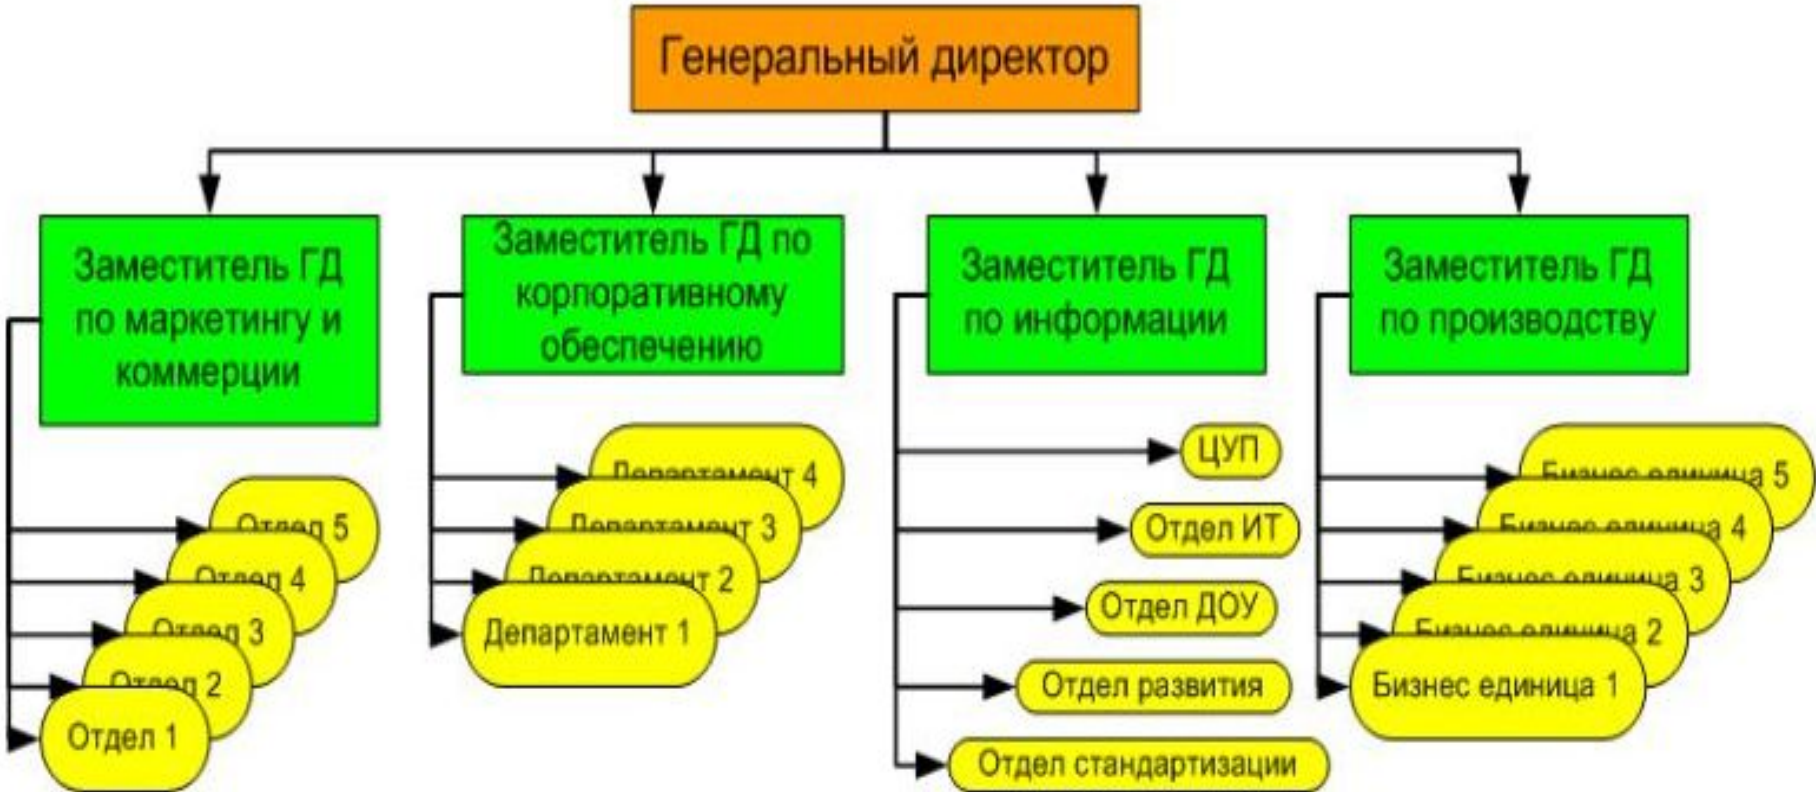 Генеральный директор
Заместитель ГД
по маркетингу и
коммерции
Отдел 5
Отдел 4
Отдел 3
Отдел 2
Отдел 1
Заместитель ГД по
корпоративному
обеспечению
Департамент 4
Департамент 3
Департамент 2
Департамент 1
Заместитель ГД
по информации
ЦУП
Отдел ИТ
Отдел ДОУ
Отдел развития
Отдел стандартизации
Заместитель ГД
по производству
Бизнес единица 5
Бизнес единица 4
Бизнес единица 3
Бизнес единица 2
Бизнес единица 1